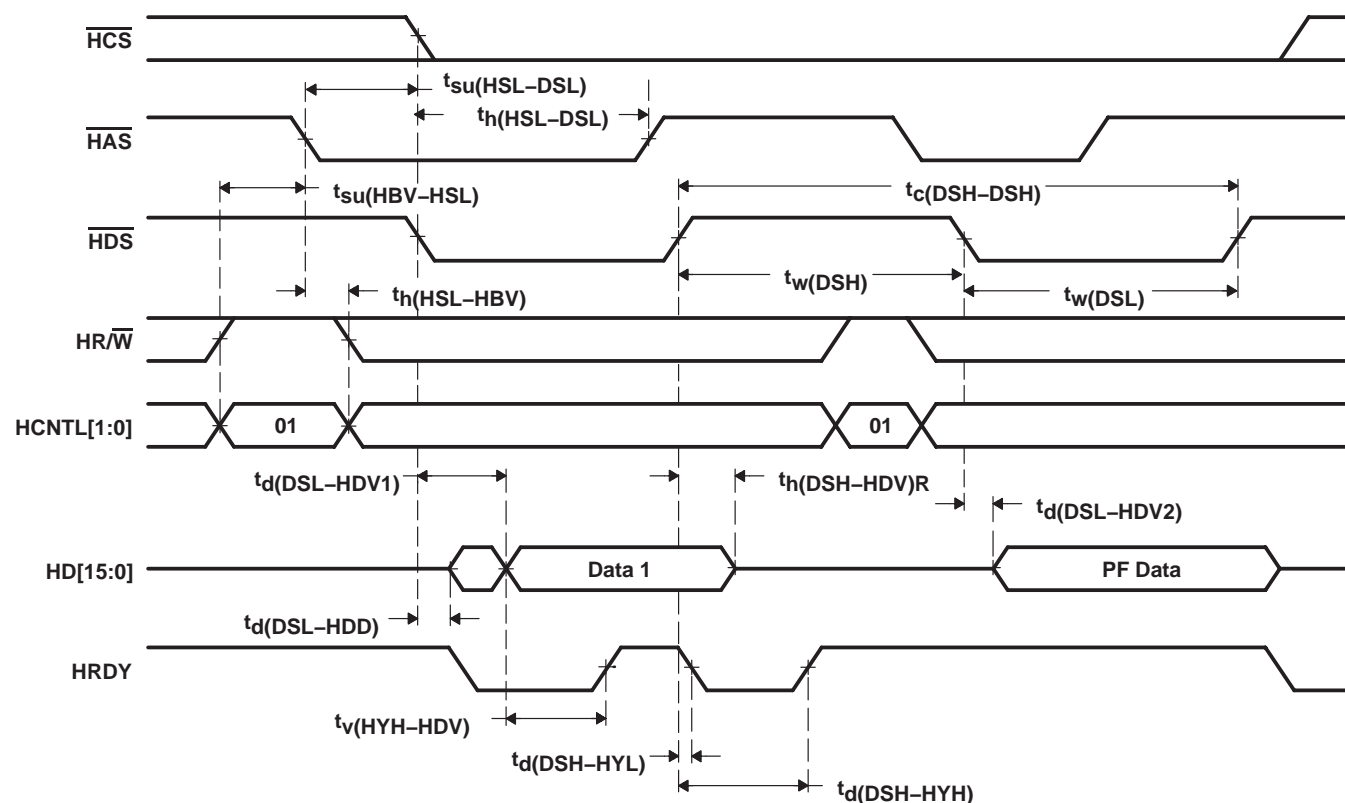 HCS
tsu(HSL–DSL)
th(HSL–DSL)
HAS
tsu(HBV–HSL)
tc(DSH–DSH)
HDS
tw(DSH)
th(HSL–HBV)
tw(DSL)
HR/W
HCNTL[1:0]
01
01
td(DSL–HDV1)
th(DSH–HDV)R
td(DSL–HDV2)
HD[15:0]
Data 1
PF Data
td(DSL–HDD)
HRDY
tv(HYH–HDV)
td(DSH–HYL)
td(DSH–HYH)